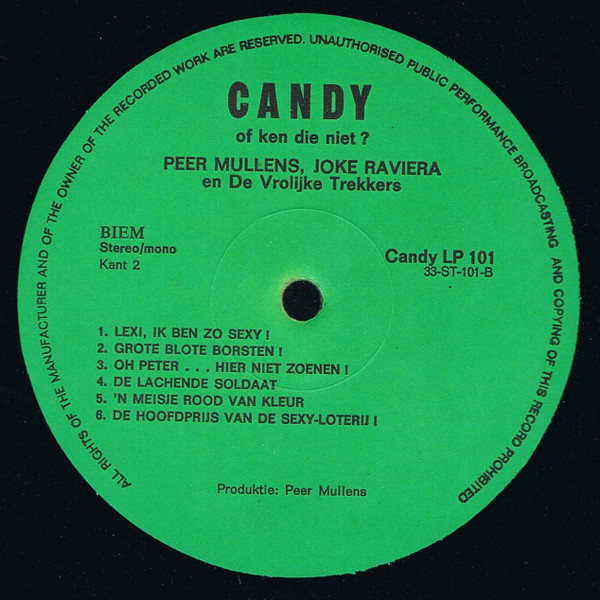 ALL RIGHTS OF THE MANUFACTURER AND OF THE OWNER OF THE RECORDED WORK ARE RESERVED. UNAUTHORISED PUBLIC PERFORMANCE BROADCASTING AND COPYING OF THIS RECORD PROHIBITED
CANDY
of ken die niet?
PEER MULLENS, JOKE RAVIERA
en De Vrolijke Trekkers
BIEM
Stereo/mono
Kant 2
Candy LP 101
33-ST-101-B
1. LEXI, IK BEN ZO SEXY!
2. GROTE BLOTE BORSTEN!
3. OH PETER . . . HIER NIET ZOENEN!
4. DE LACHENDE SOLDAAT
5. 'N MEISJE ROOD VAN KLEUR
6. DE HOOFDPRIJS VAN DE SEXY-LOTERIJ!
Produktie: Peer Mullens